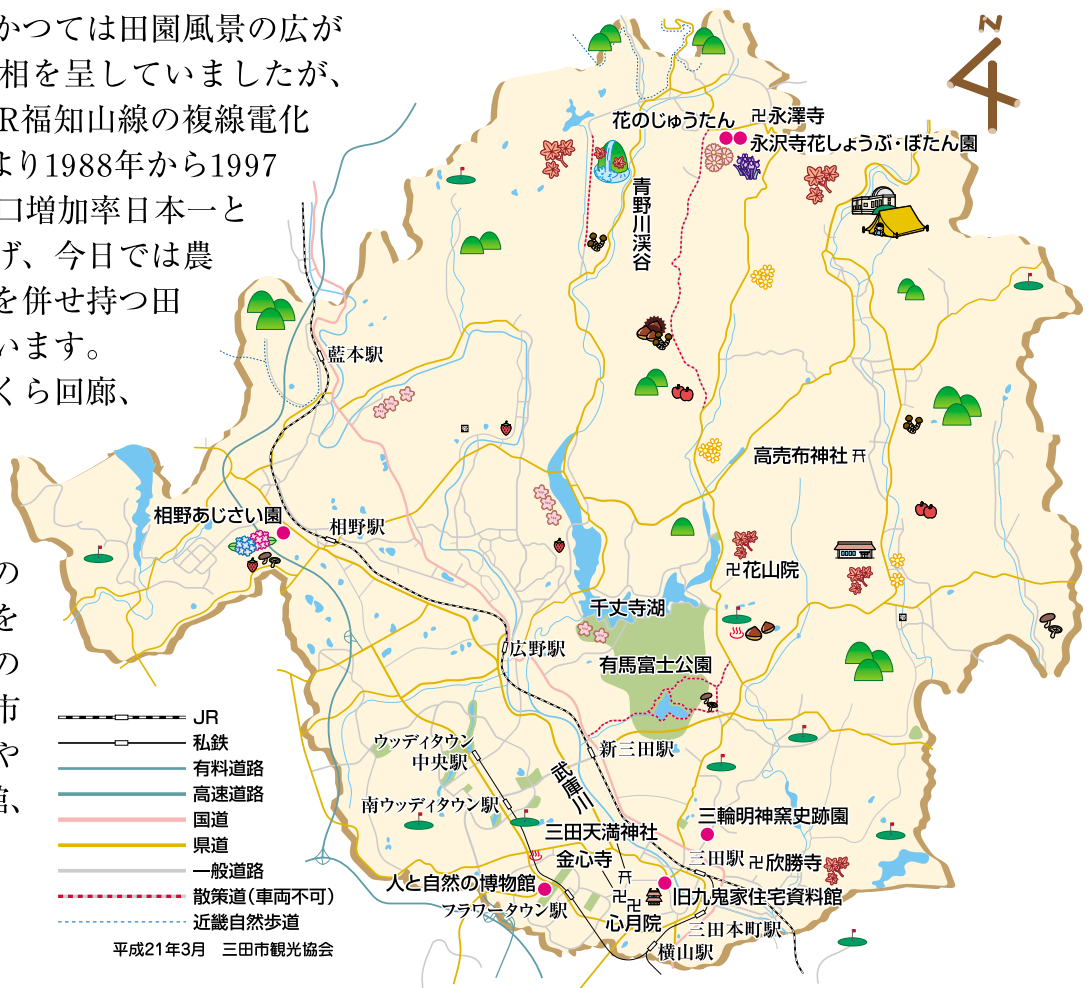 かつては田園風景の広が
相を呈していましたが、
R福知山線の複線電化
より1988年から1997
口増加率日本一と
げ、今日では農
を併せ持つ田
います。
くら回廊、
の
を
の
市
や
館、
N
花のじゅうたん
卍永澤寺
永沢寺花しょうぶ・ぼたん園
青野川渓谷
藍本駅
高売布神社
相野あじさい園
相野駅
卍花山院
千丈寺湖
広野駅
有馬富士公園
新三田駅
ウッディタウン
中央駅
武庫川
南ウッディタウン駅
三輪明神窯史跡園
三田天満神社
三田駅
卍欣勝寺
金心寺
人と自然の博物館
旧九鬼家住宅資料館
フラワータウン駅
卍
卍
心月院
三田本町駅
横山駅
JR
私鉄
有料道路
高速道路
国道
県道
一般道路
散策道(車両不可)
近畿自然歩道
平成21年3月 三田市観光協会